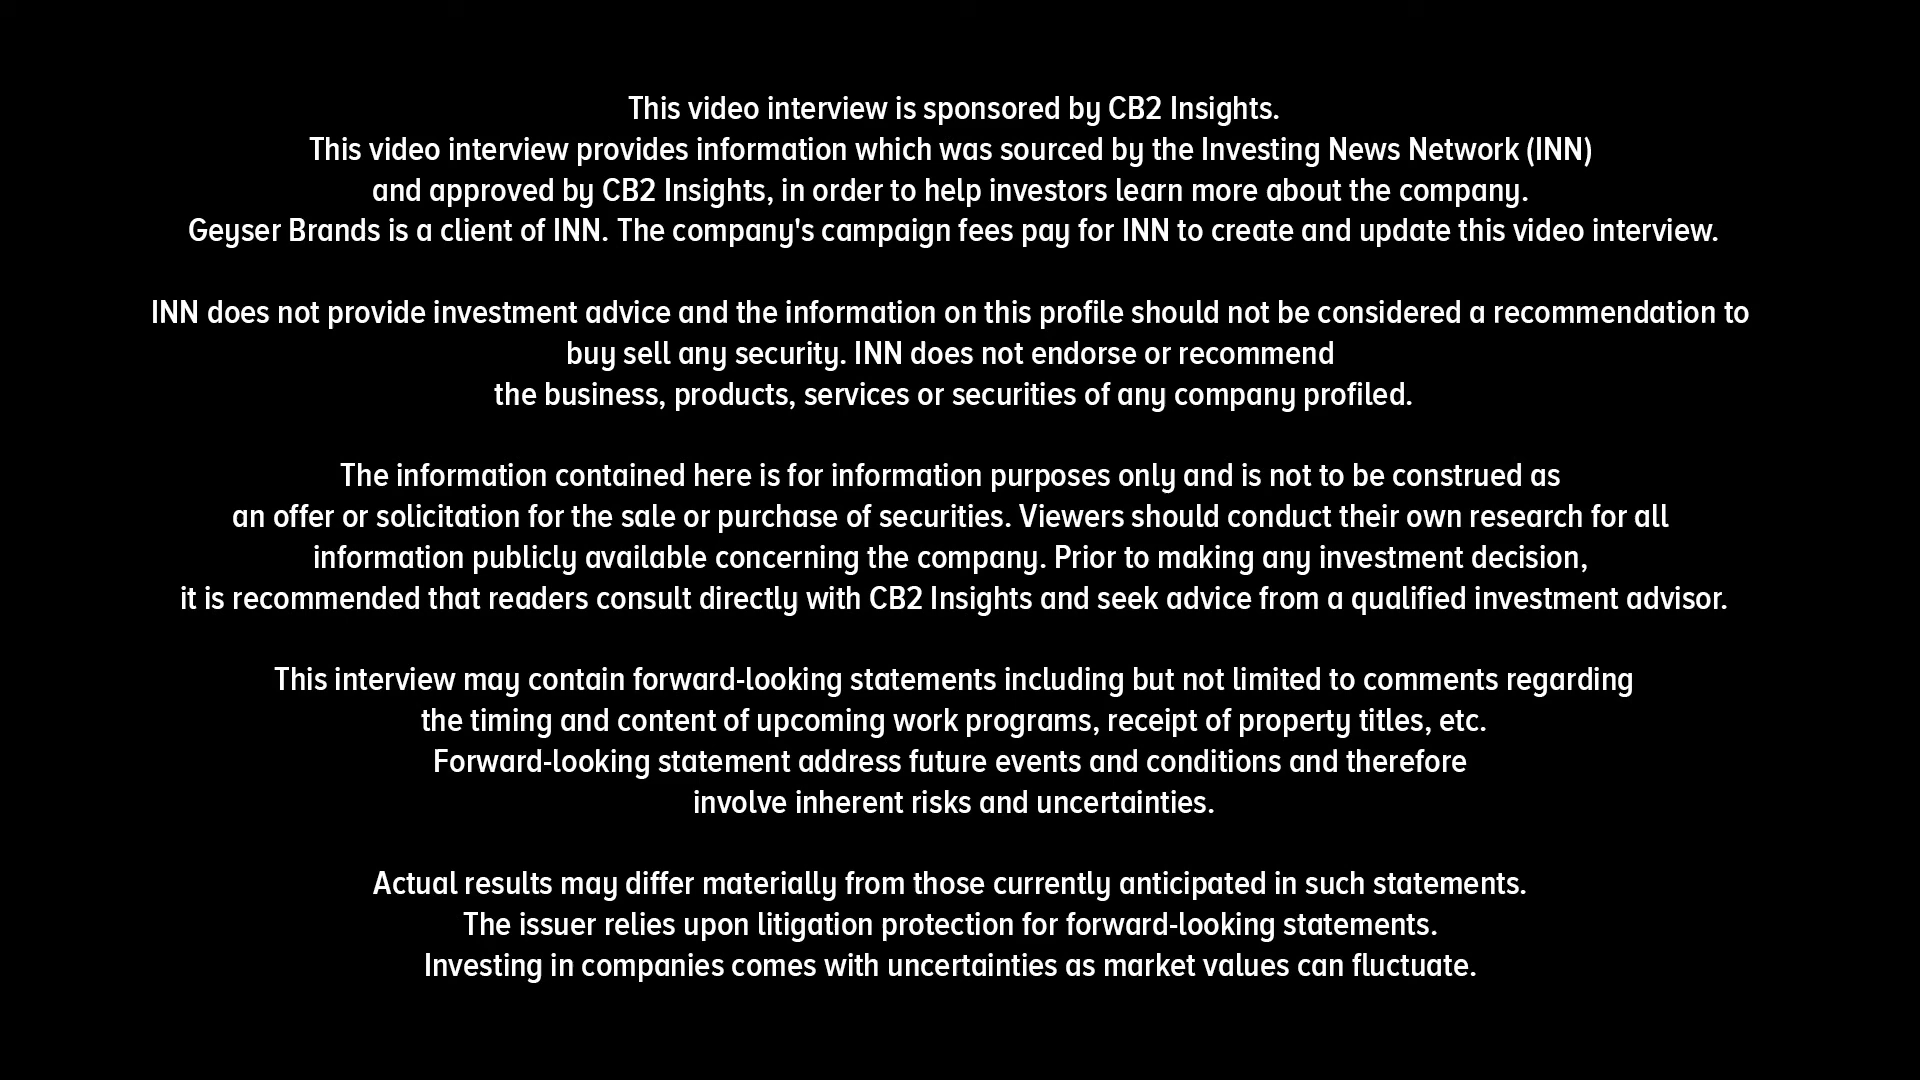 This video interview is sponsored by CB2 Insights.
This video interview provides information which was sourced by the Investing News Network (INN)
and approved by CB2 Insights, in order to help investors learn more about the company.
Geyser Brands is a client of INN. The company's campaign fees pay for INN to create and update this video interview.
INN does not provide investment advice and the information on this profile should not be considered a recommendation to
buy sell any security. INN does not endorse or recommend
the business, products, services or securities of any company profiled.
The information contained here is for information purposes only and is not to be construed as
an offer or solicitation for the sale or purchase of securities. Viewers should conduct their own research for all
information publicly available concerning the company. Prior to making any investment decision,
it is recommended that readers consult directly with CB2 Insights and seek advice from a qualified investment advisor.
This interview may contain forward-looking statements including but not limited to comments regarding
the timing and content of upcoming work programs, receipt of property titles, etc.
Forward-looking statement address future events and conditions and therefore
involve inherent risks and uncertainties.
Actual results may differ materially from those currently anticipated in such statements.
The issuer relies upon litigation protection for forward-looking statements.
Investing in companies comes with uncertainties as market values can fluctuate.